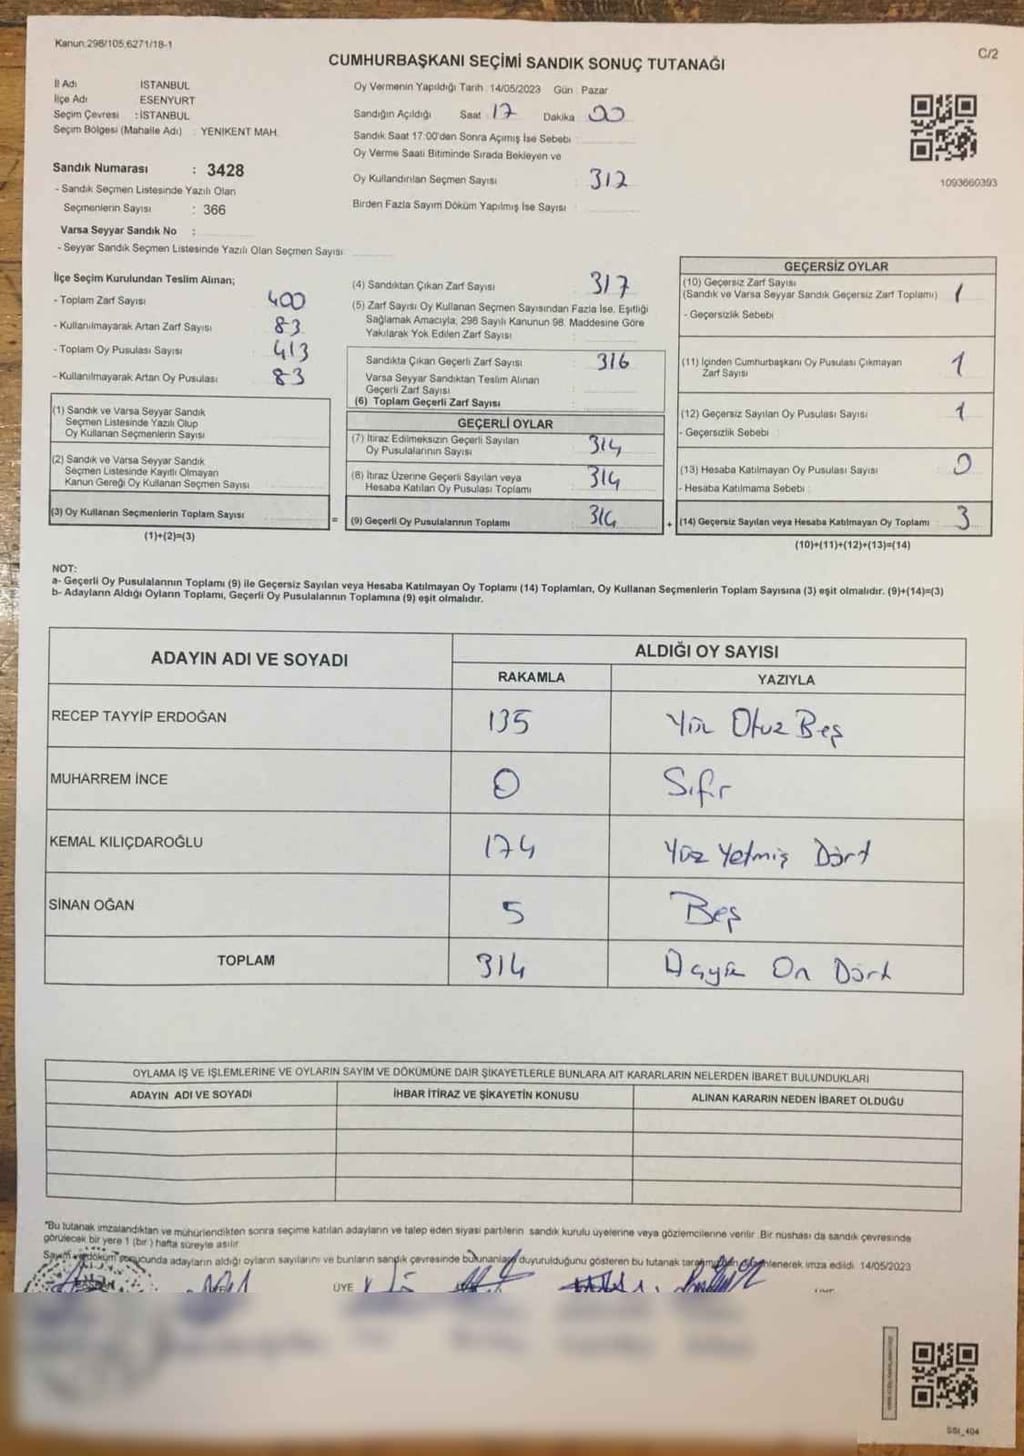 Kanun:298/105,6271/18-1
C/2
CUMHURBAŞKANI SEÇİMİ SANDIK SONUÇ TUTANAĞI
İl Adı İSTANBUL
İlçe Adı ESENYURT
Seçim Çevresi : İSTANBUL
Seçim Bölgesi (Mahalle Adı) : YENİKENT MAH.
Sandık Numarası : 3428
- Sandık Seçmen Listesinde Yazılı Olan
Seçmenlerin Sayısı : 366
Varsa Seyyar Sandık No :
- Seyyar Sandık Seçmen Listesinde Yazılı Olan Seçmen Sayısı
Oy Vermenin Yapıldığı Tarih : 14/05/2023 Gün : Pazar
Sandığın Açıldığı Saat 17 Dakika 00
Sandık Saat 17:00'den Sonra Açımış İse Sebebi
Oy Verme Saati Bitiminde Sırada Bekleyen ve
Oy Kullandırılan Seçmen Sayısı 312
Birden Fazla Sayım Döküm Yapılmış İse Sayısı
1093660393
İlçe Seçim Kurulundan Teslim Alınan;
- Toplam Zarf Sayısı 400
- Kullanılmayarak Artan Zarf Sayısı 83
- Toplam Oy Pusulası Sayısı 413
- Kullanılmayarak Artan Oy Pusulası 83
(1) Sandık ve Varsa Seyyar Sandık
Seçmen Listesinde Yazılı Olup
Oy Kullanan Seçmenlerin Sayısı
(2) Sandık ve Varsa Seyyar Sandık
Seçmen Listesinde Kayıtlı Olmayan
Kanun Gereği Oy Kullanan Seçmen Sayısı
(3) Oy Kullanan Seçmenlerin Toplam Sayısı
(1)+(2)=(3)
(4) Sandıktan Çıkan Zarf Sayısı 317
(5) Zarf Sayısı Oy Kullanan Seçmen Sayısından Fazla İse, Eşitliği
Sağlamak Amacıyla; 298 Sayılı Kanunun 98. Maddesine Göre
Yakılarak Yok Edilen Zarf Sayısı
Sandıkta Çıkan Geçerli Zarf Sayısı 316
Varsa Seyyar Sandıktan Teslim Alınan
Geçerli Zarf Sayısı
(6) Toplam Geçerli Zarf Sayısı
GEÇERLİ OYLAR
(7) İtiraz Edilmeksizin Geçerli Sayılan
Oy Pusulalarının Sayısı 314
(8) İtiraz Üzerine Geçerli Sayılan veya
Hesaba Katılan Oy Pusulası Toplamı 314
= (9) Geçerli Oy Pusulalarının Toplamı 314
GEÇERSİZ OYLAR
(10) Geçersiz Zarf Sayısı
(Sandık ve Varsa Seyyar Sandık Geçersiz Zarf Toplamı) 1
- Geçersizlik Sebebi
(11) İçinden Cumhurbaşkanı Oy Pusulası Çıkmayan
Zarf Sayısı 1
(12) Geçersiz Sayılan Oy Pusulası Sayısı 1
- Geçersizlik Sebebi
(13) Hesaba Katılmayan Oy Pusulası Sayısı 0
- Hesaba Katılmama Sebebi
+ (14) Geçersiz Sayılan veya Hesaba Katılmayan Oy Toplamı 3
(10)+(11)+(12)+(13)=(14)
NOT:
a- Geçerli Oy Pusulalarının Toplamı (9) ile Geçersiz Sayılan veya Hesaba Katılmayan Oy Toplamı (14) Toplamları, Oy Kullanan Seçmenlerin Toplam Sayısına (3) eşit olmalıdır. (9)+(14)=(3)
b- Adayların Aldığı Oyların Toplamı, Geçerli Oy Pusulalarının Toplamına (9) eşit olmalıdır.
ADAYIN ADI VE SOYADI
ALDIĞI OY SAYISI
RAKAMLA YAZIYLA
RECEP TAYYİP ERDOĞAN 135 Yüz Otuz Beş
MUHARREM İNCE 0 Sıfır
KEMAL KILIÇDAROĞLU 174 Yüz Yetmiş Dört
SİNAN OĞAN 5 Beş
TOPLAM 314 On Dört
OYLAMA İŞ VE İŞLEMLERİNE VE OYLARIN SAYIM VE DÖKÜMÜNE DAİR ŞİKAYETLERLE BUNLARA AİT KARARLARIN NELERDEN İBARET BULUNDUKLARI
ADAYIN ADI VE SOYADI İHBAR İTİRAZ VE ŞİKAYETİN KONUSU ALINAN KARARIN NEDEN İBARET OLDUĞU
*Bu tutanak imzalandıktan ve mühürlendikten sonra seçime katılan adayların ve talep eden siyasi partilerin sandık kurulu üyelerine veya gözlemcilerine verilir. Bir nüshası da sandık çevresinde
görülecek bir yere 1 (bir ) hafta süreyle asılır.
Sayım ve döküm sonucunda adayların aldığı oyların sayılarını ve bunların sandık çevresinde bulunanlara duyurulduğunu gösteren bu tutanak tarafımızdan düzenlenerek imza edildi. 14/05/2023
BAŞKAN ÜYE
SSt_404